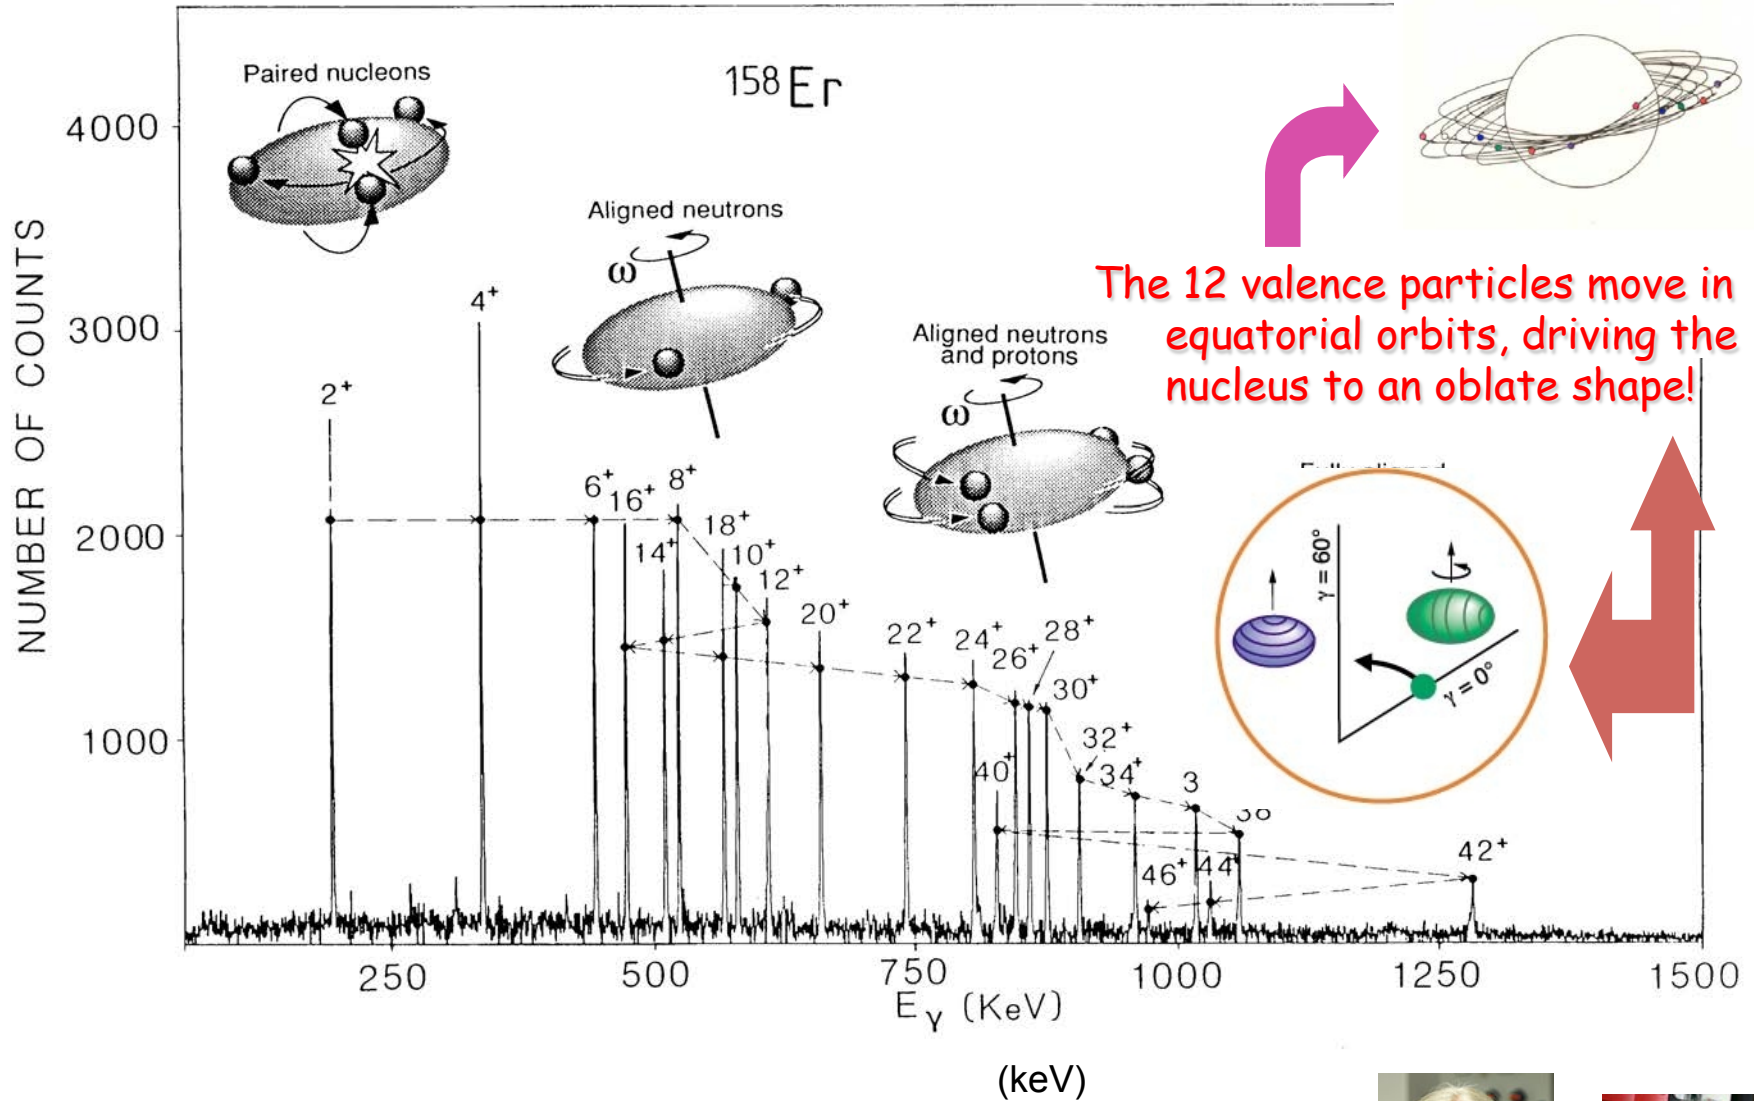 ¹⁵⁸Er
Paired nucleons
Aligned neutrons
ω
Aligned neutrons
and protons
ω
The 12 valence particles move in
equatorial orbits, driving the
nucleus to an oblate shape!
γ = 60°
γ = 0°
NUMBER OF COUNTS
4000
3000
2000
1000
2⁺
4⁺
6⁺
16⁺
8⁺
14⁺
18⁺
10⁺
12⁺
20⁺
22⁺
24⁺
26⁺
28⁺
30⁺
32⁺
40⁺
34⁺
3
38
46⁺
44⁺
42⁺
250
500
750
1000
1250
1500
Eγ (KeV)
(keV)